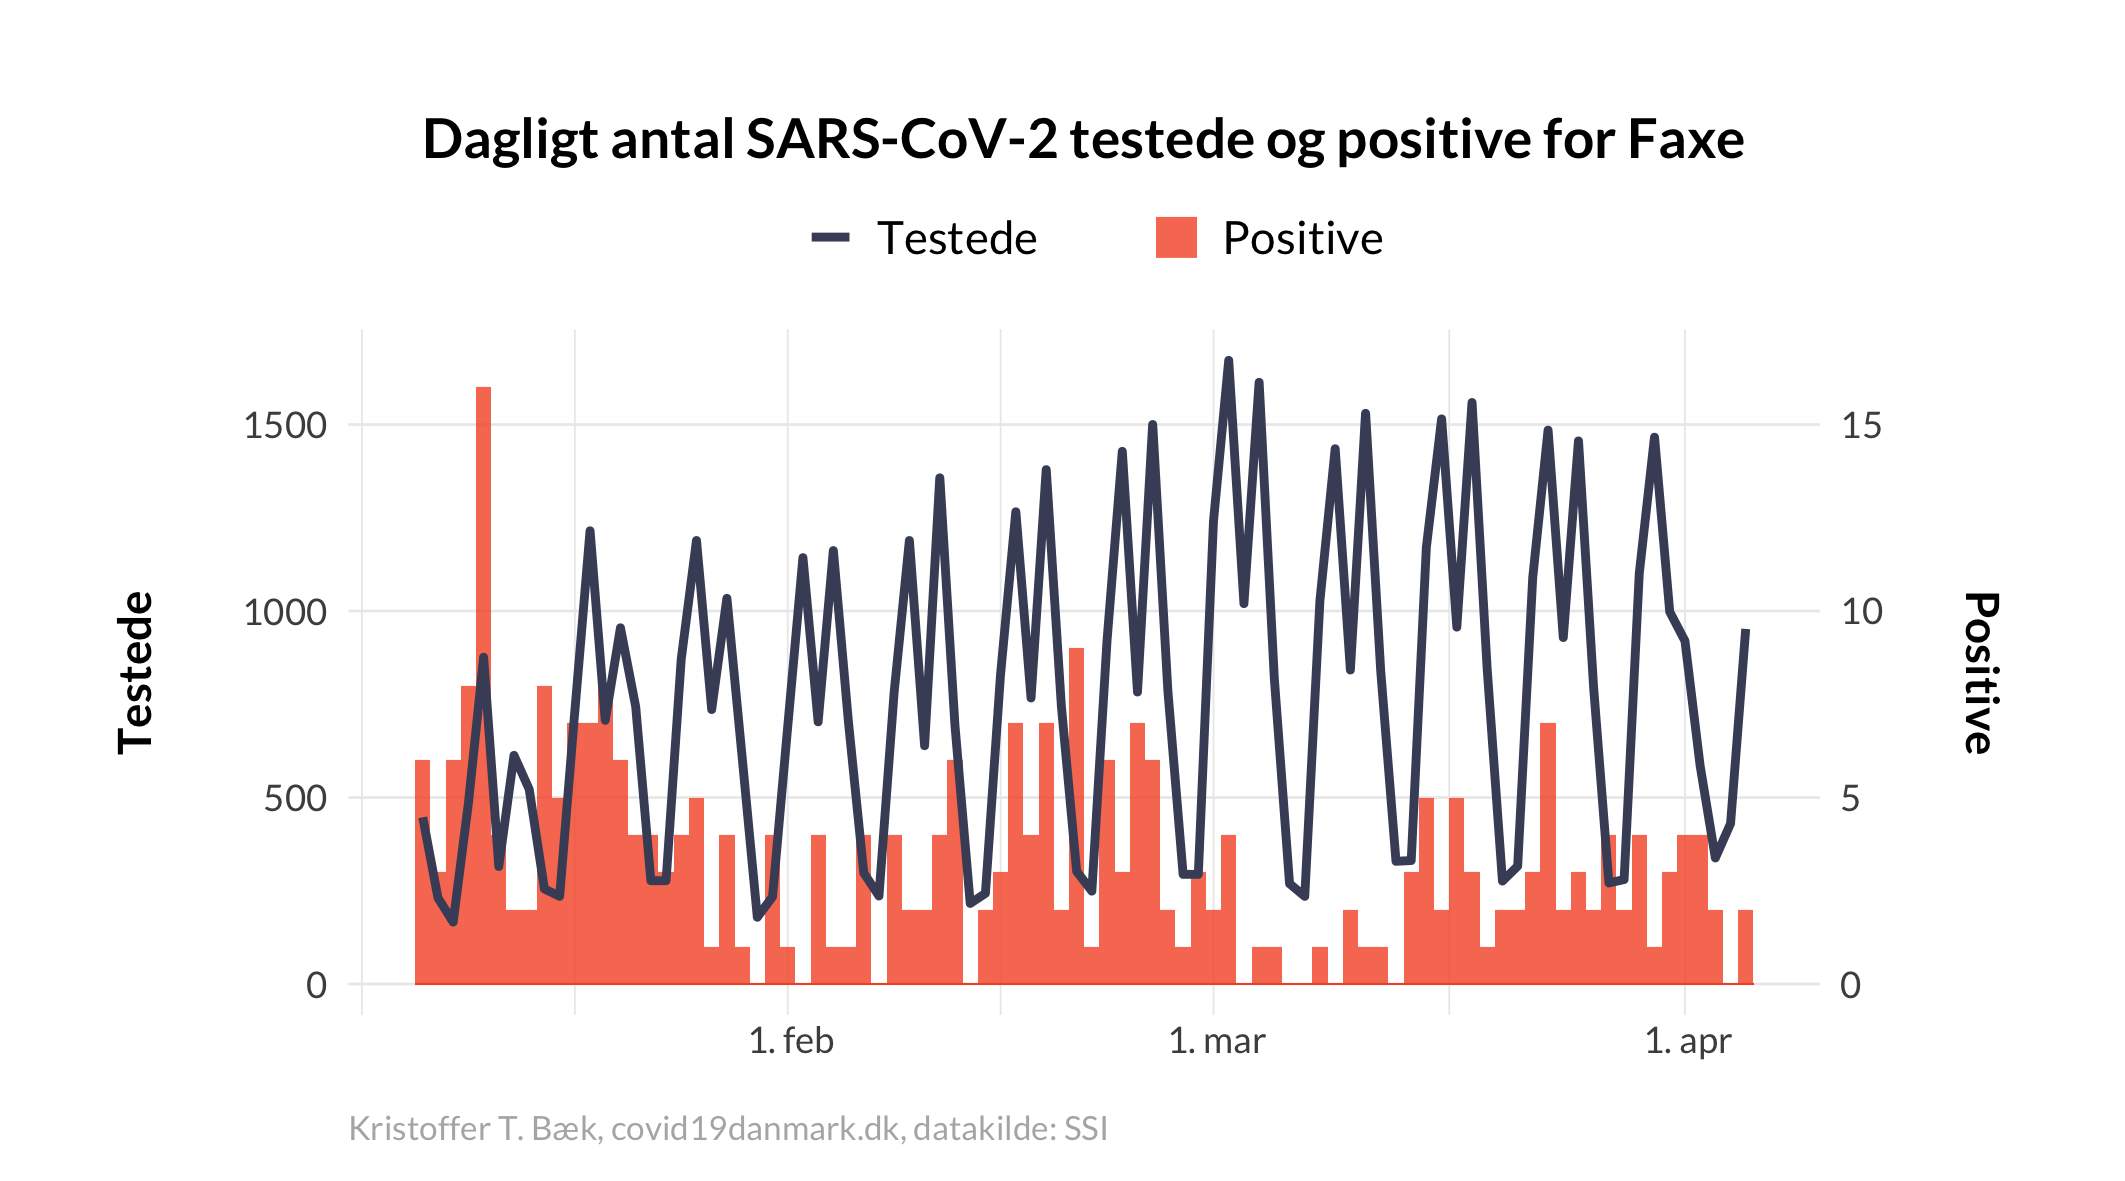 Dagligt antal SARS-CoV-2 testede og positive for Faxe
Testede
Positive
1500
1000
500
0
15
10
5
0
Testede
Positive
1. feb
1. mar
1. apr
Kristoffer T. Bæk, covid19danmark.dk, datakilde: SSI